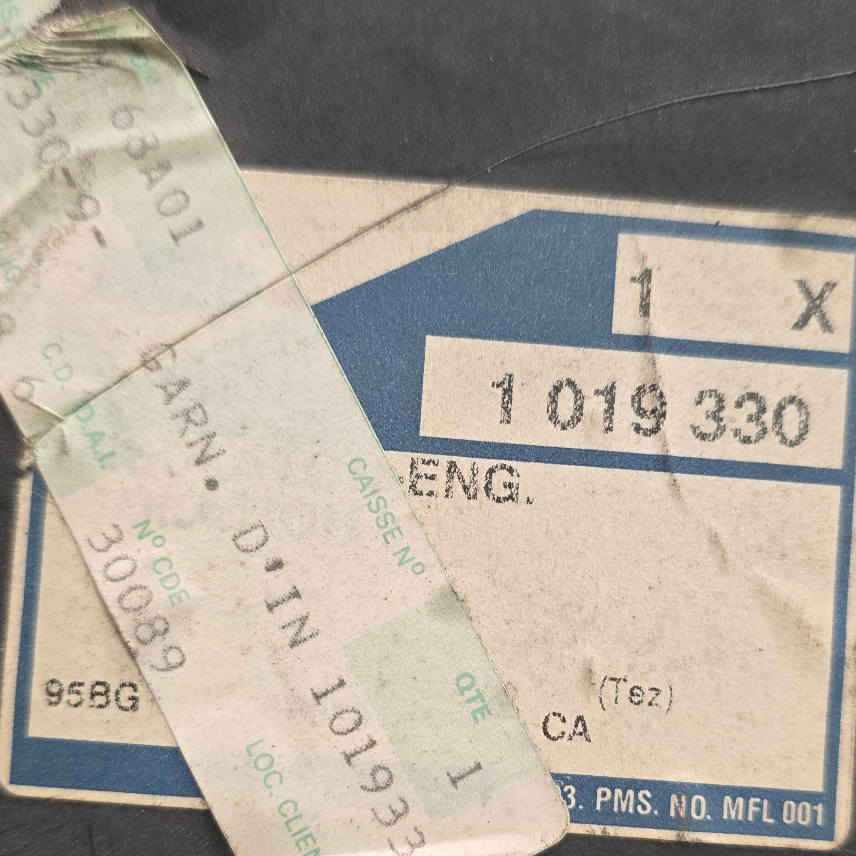 1 X
1 019 330
ENG.
95BG
(Tez)
CA
3. PMS. NO. MFL 001
63A01
330-9-
GARN. D'IN 101933
C.D.
D.A.I.
CAISSE Nº
Nº CDE
30089
QTE
1
LOC. CLIEN